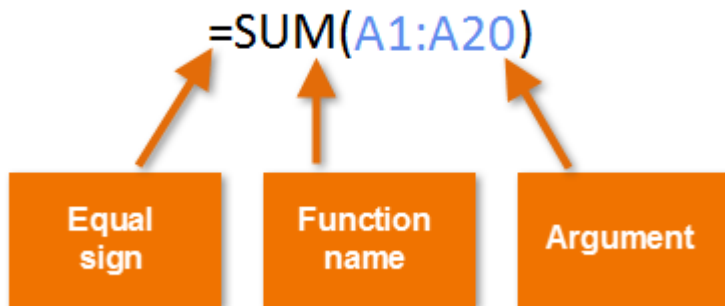 =SUM(A1:A20)
Equal
sign
Function
name
Argument